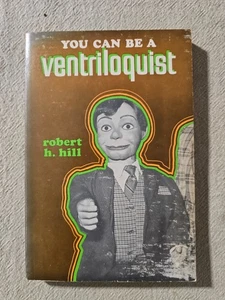 YOU CAN BE A
ventriloquist
robert
h. hill